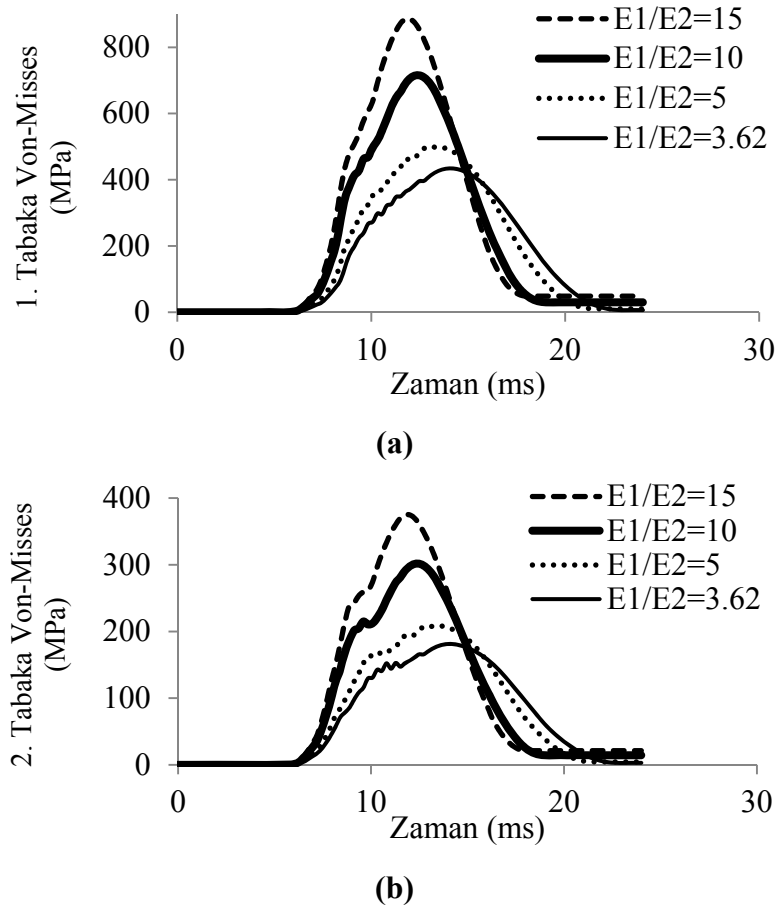 1. Tabaka Von-Misses
(MPa)
800
600
400
200
0
E1/E2=15
E1/E2=10
E1/E2=5
E1/E2=3.62
0
10
20
30
Zaman (ms)
(a)
2. Tabaka Von-Misses
(MPa)
400
300
200
100
0
E1/E2=15
E1/E2=10
E1/E2=5
E1/E2=3.62
0
10
20
30
Zaman (ms)
(b)